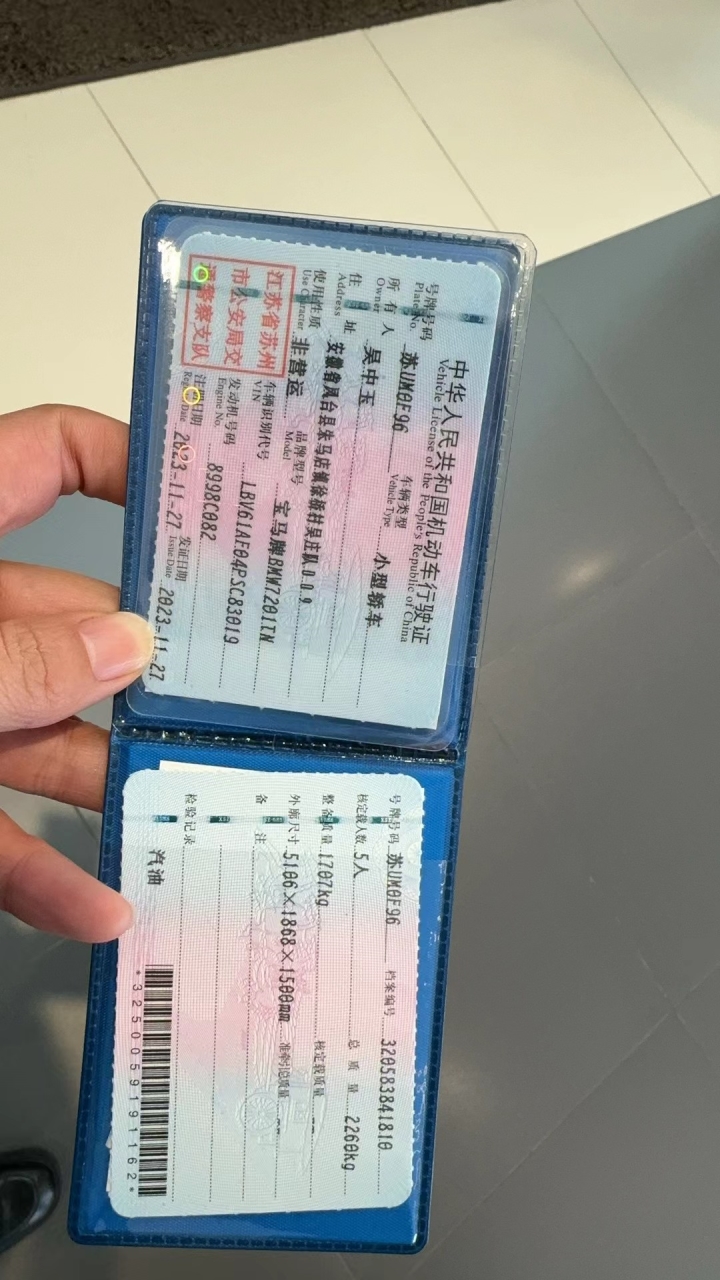 中华人民共和国机动车行驶证
Vehicle License of the People's Republic of China
号牌号码 苏UM0F96 车辆类型 小型轿车
Plate No. Vehicle Type
所有人 吴中玉
Owner
住址 安徽省凤台县朱马店镇徐桥村吴庄队009
Address
使用性质 非营运 品牌型号 宝马牌BMW7201TN
Use Character Model
江苏省苏州
市公安局交
通警察支队
车辆识别代号 LBV61AF04PSC83019
VIN
发动机号码 8998C082
Engine No.
注册日期 2023-11-27 发证日期 2023-11-27
Register Date Issue Date
号牌号码 苏UM0F96 档案编号 320583841810
核定载人数 5人 总质量 2260kg
整备质量 1707kg 核定载质量 --
外廓尺寸 5106×1868×1500mm 准牵引总质量 --
备注
检验记录
汽油
*3250059191162*